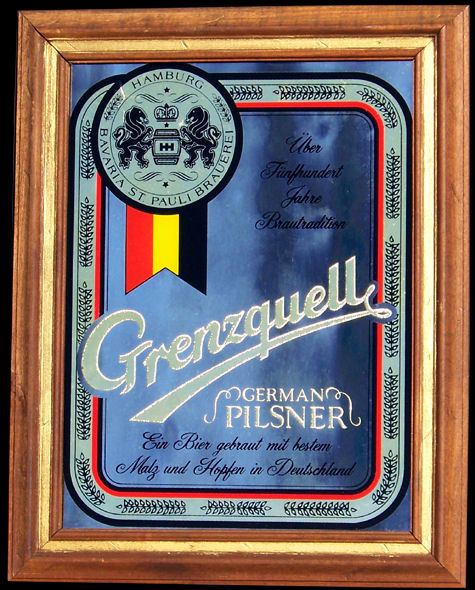 HAMBURG
BAVARIA ST. PAULI BRAUEREI
HH
Über
Fünfhundert
Jahre
Brautradition
Grenzquell
GERMAN
PILSNER
Ein Bier gebraut mit bestem
Malz und Hopfen in Deutschland